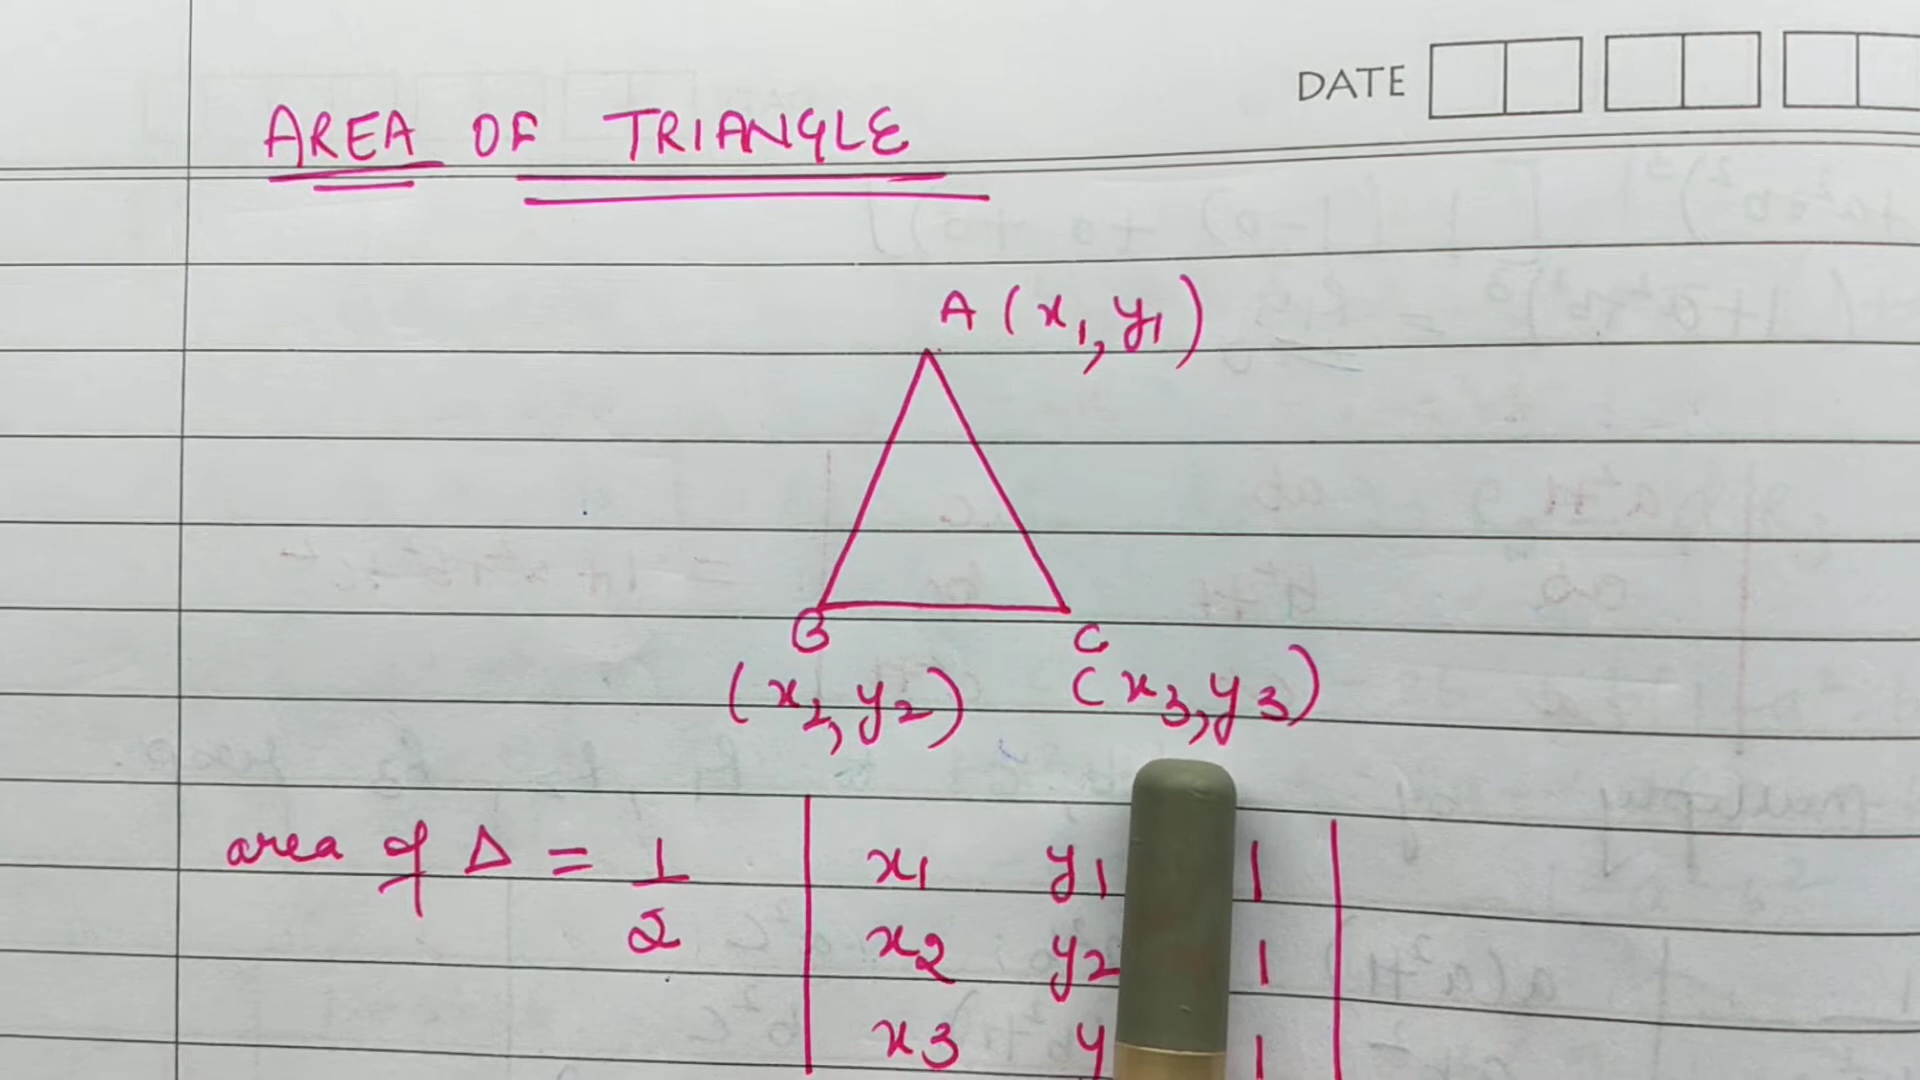 DATE
AREA OF TRIANGLE
A (x1, y1)
B C
(x2, y2) (x3, y3)
area of Δ = 1/2 | x1 y1 1 |
x2 y2 1
x3 y 1